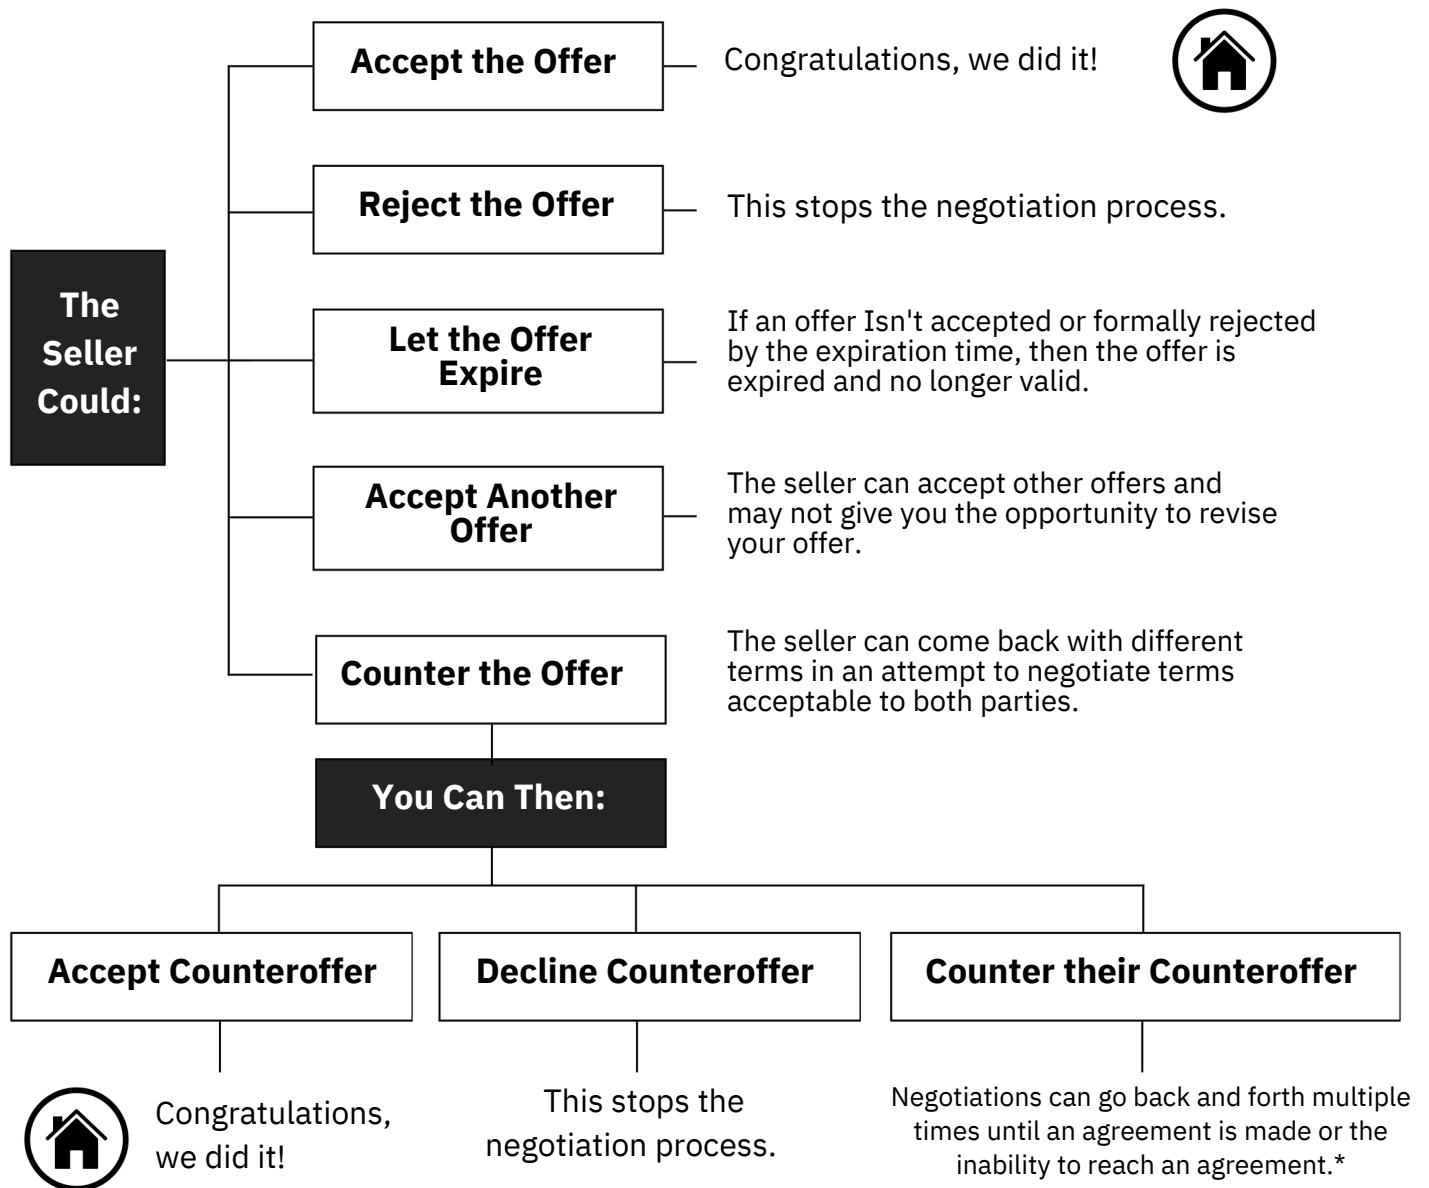 Accept the Offer
Congratulations, we did it!
Reject the Offer
This stops the negotiation process.
The
Seller
Could:
Let the Offer
Expire
If an offer Isn't accepted or formally rejected
by the expiration time, then the offer is
expired and no longer valid.
Accept Another
Offer
The seller can accept other offers and
may not give you the opportunity to revise
your offer.
Counter the Offer
The seller can come back with different
terms in an attempt to negotiate terms
acceptable to both parties.
You Can Then:
Accept Counteroffer
Decline Counteroffer
Counter their Counteroffer
Congratulations,
we did it!
This stops the
negotiation process.
Negotiations can go back and forth multiple
times until an agreement is made or the
inability to reach an agreement.*